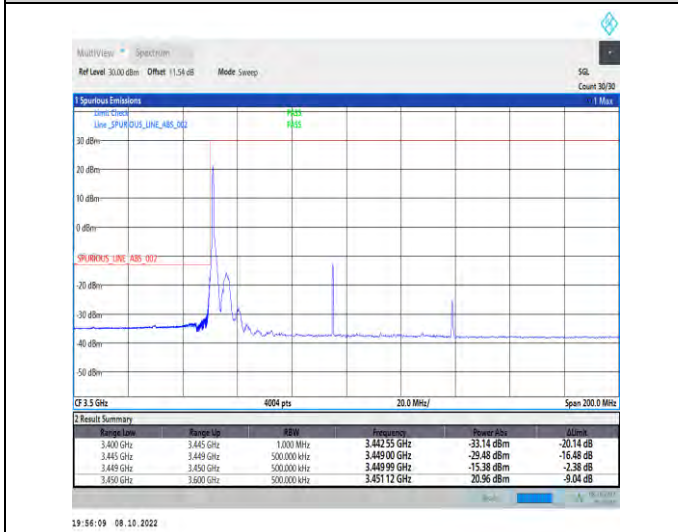 MultiView Spectrum
Ref Level 30.00 dBm Offset 11.54 dB Mode Sweep SGL
Count 30/30
1 Spurious Emissions 1 Max
Limit Check PASS
Line _SPURIOUS_LINE_ABS_002 PASS
30 dBm
20 dBm
10 dBm
0 dBm
_SPURIOUS_LINE_ABS_002
-20 dBm
-30 dBm
-40 dBm
-50 dBm
CF 3.5 GHz 4004 pts 20.0 MHz/ Span 200.0 MHz
2 Result Summary
Range Low Range Up RBW Frequency Power Abs ΔLimit
3.400 GHz 3.445 GHz 1.000 MHz 3.442 55 GHz -33.14 dBm -20.14 dB
3.445 GHz 3.449 GHz 500.000 kHz 3.449 00 GHz -29.48 dBm -16.48 dB
3.449 GHz 3.450 GHz 500.000 kHz 3.449 99 GHz -15.38 dBm -2.38 dB
3.450 GHz 3.600 GHz 500.000 kHz 3.451 12 GHz 20.96 dBm -9.04 dB
19:56:09 08.10.2022